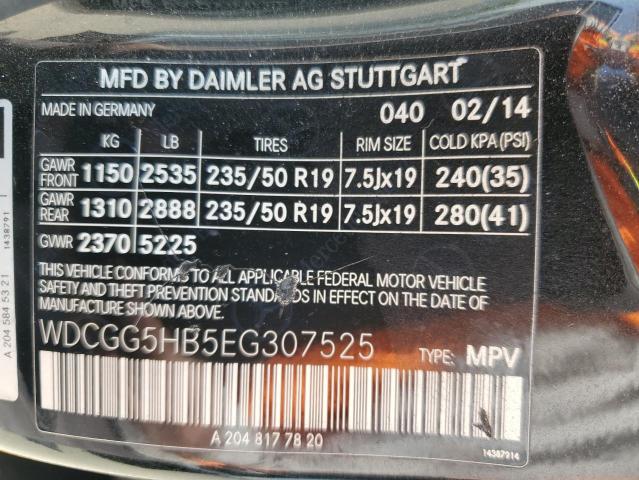 MFD BY DAIMLER AG STUTTGART
MADE IN GERMANY 040 02/14
KG LB TIRES RIM SIZE COLD KPA (PSI)
GAWR FRONT 1150 2535 235/50 R19 7.5Jx19 240(35)
GAWR REAR 1310 2888 235/50 R19 7.5Jx19 280(41)
GVWR 2370 5225
THIS VEHICLE CONFORMS TO ALL APPLICABLE FEDERAL MOTOR VEHICLE
SAFETY AND THEFT PREVENTION STANDARDS IN EFFECT ON THE DATE
OF MANUFACTURE SHOWN ABOVE.
WDCGG5HB5EG307525 TYPE: MPV
A 204 817 78 20
14387914
A 204 584 53 21 1438791